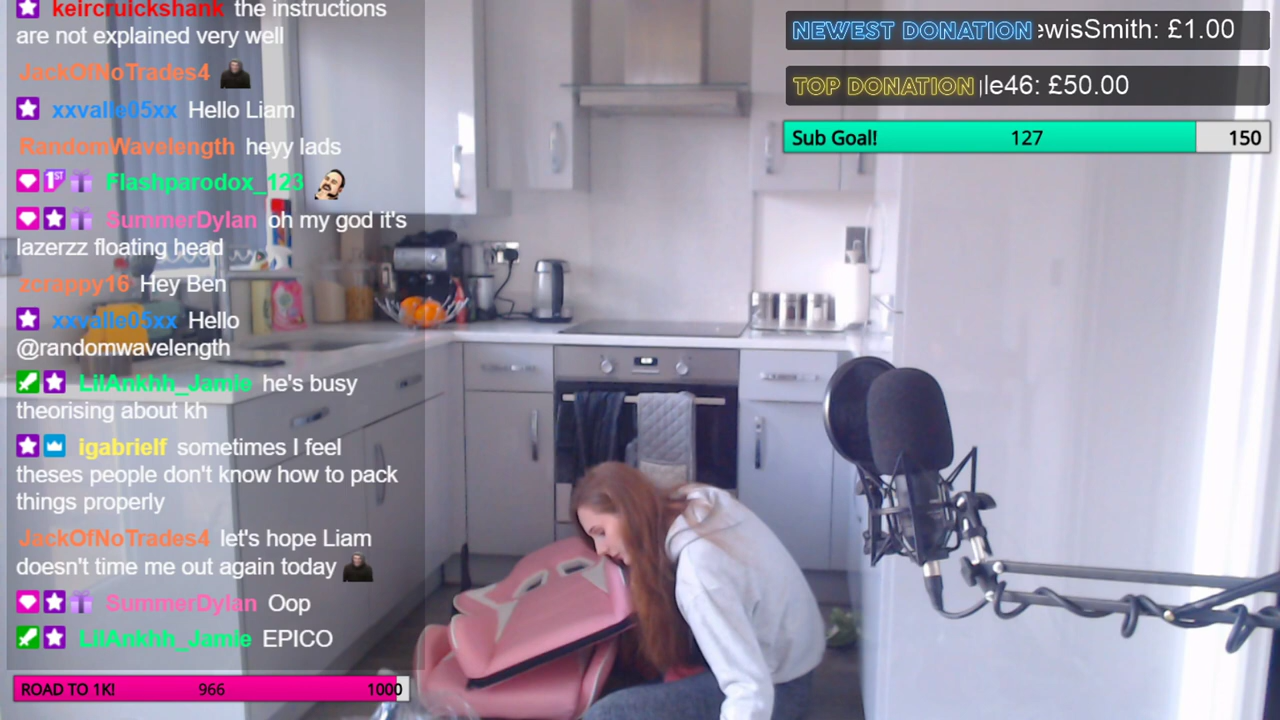 keircruickshank the instructions
are not explained very well
JackOfNoTrades4
xxvalle05xx Hello Liam
RandomWavelength heyy lads
1ST Flashparodox_123
SummerDylan oh my god it's
lazerzz floating head
zcrappy16 Hey Ben
xxvalle05xx Hello
@randomwavelength
LilAnkhh_Jamie he's busy
theorising about kh
igabrielf sometimes I feel
theses people don't know how to pack
things properly
JackOfNoTrades4 let's hope Liam
doesn't time me out again today
SummerDylan Oop
LilAnkhh_Jamie EPICO
ROAD TO 1K! 966 1000
NEWEST DONATION ewisSmith: £1.00
TOP DONATION le46: £50.00
Sub Goal! 127 150